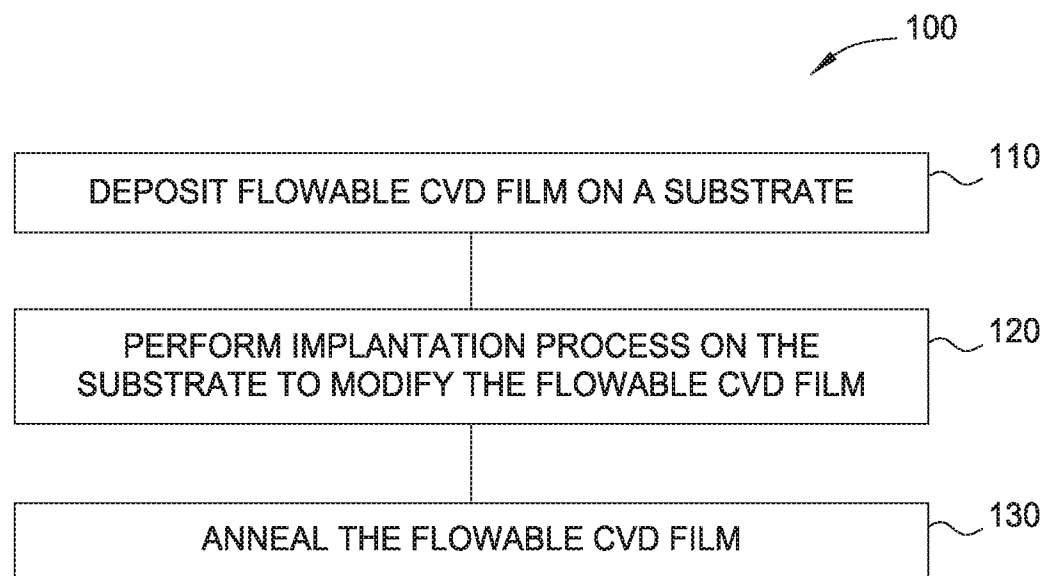 100
DEPOSIT FLOWABLE CVD FILM ON A SUBSTRATE
110
PERFORM IMPLANTATION PROCESS ON THE
SUBSTRATE TO MODIFY THE FLOWABLE CVD FILM
120
ANNEAL THE FLOWABLE CVD FILM
130